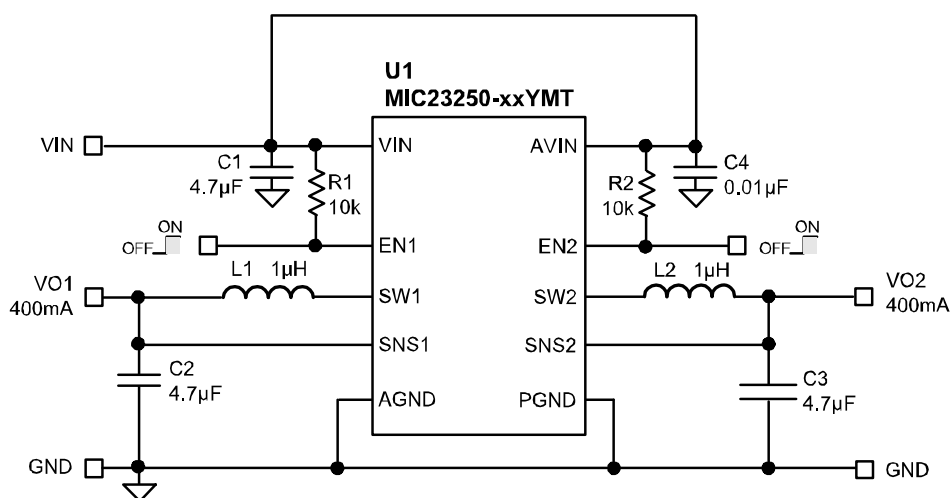 U1
MIC23250-xxYMT
VIN
VIN
AVIN
C1
4.7µF
R1
10k
R2
10k
C4
0.01µF
ON
OFF
EN1
EN2
ON
OFF
VO1
400mA
L1 1µH
SW1
SW2
L2 1µH
VO2
400mA
SNS1
SNS2
C2
4.7µF
C3
4.7µF
AGND
PGND
GND
GND